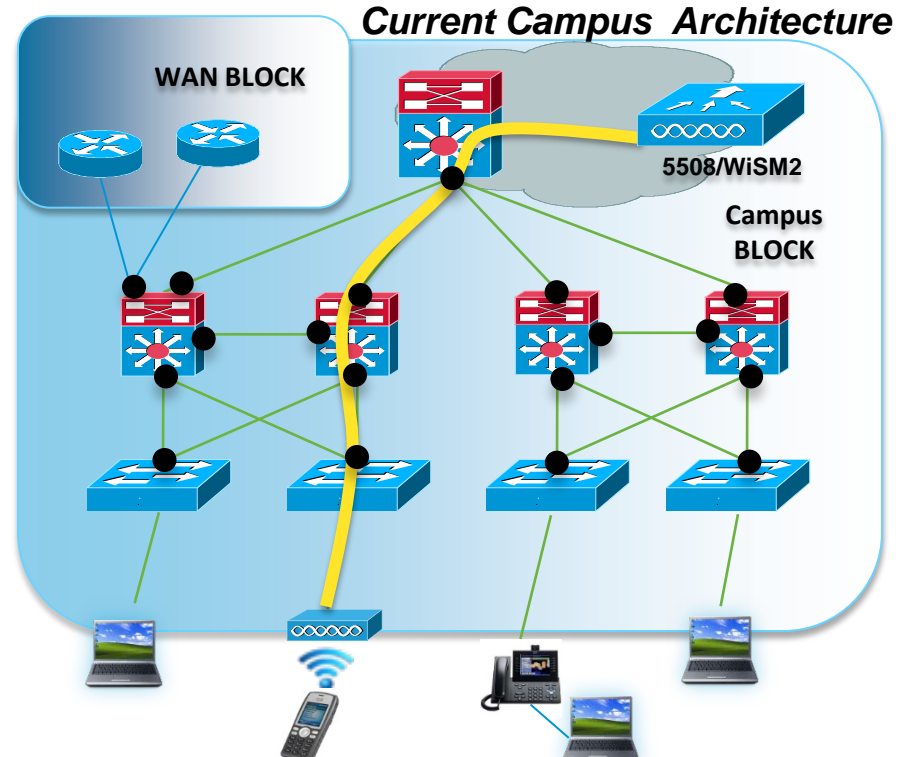 Current Campus Architecture
WAN BLOCK
5508/WiSM2
Campus
BLOCK